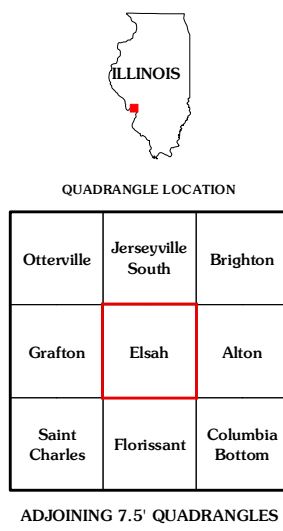 ILLINOIS
QUADRANGLE LOCATION
Otterville
Jerseyville
South
Brighton
Grafton
Elsah
Alton
Saint
Charles
Florissant
Columbia
Bottom
ADJOINING 7.5' QUADRANGLES